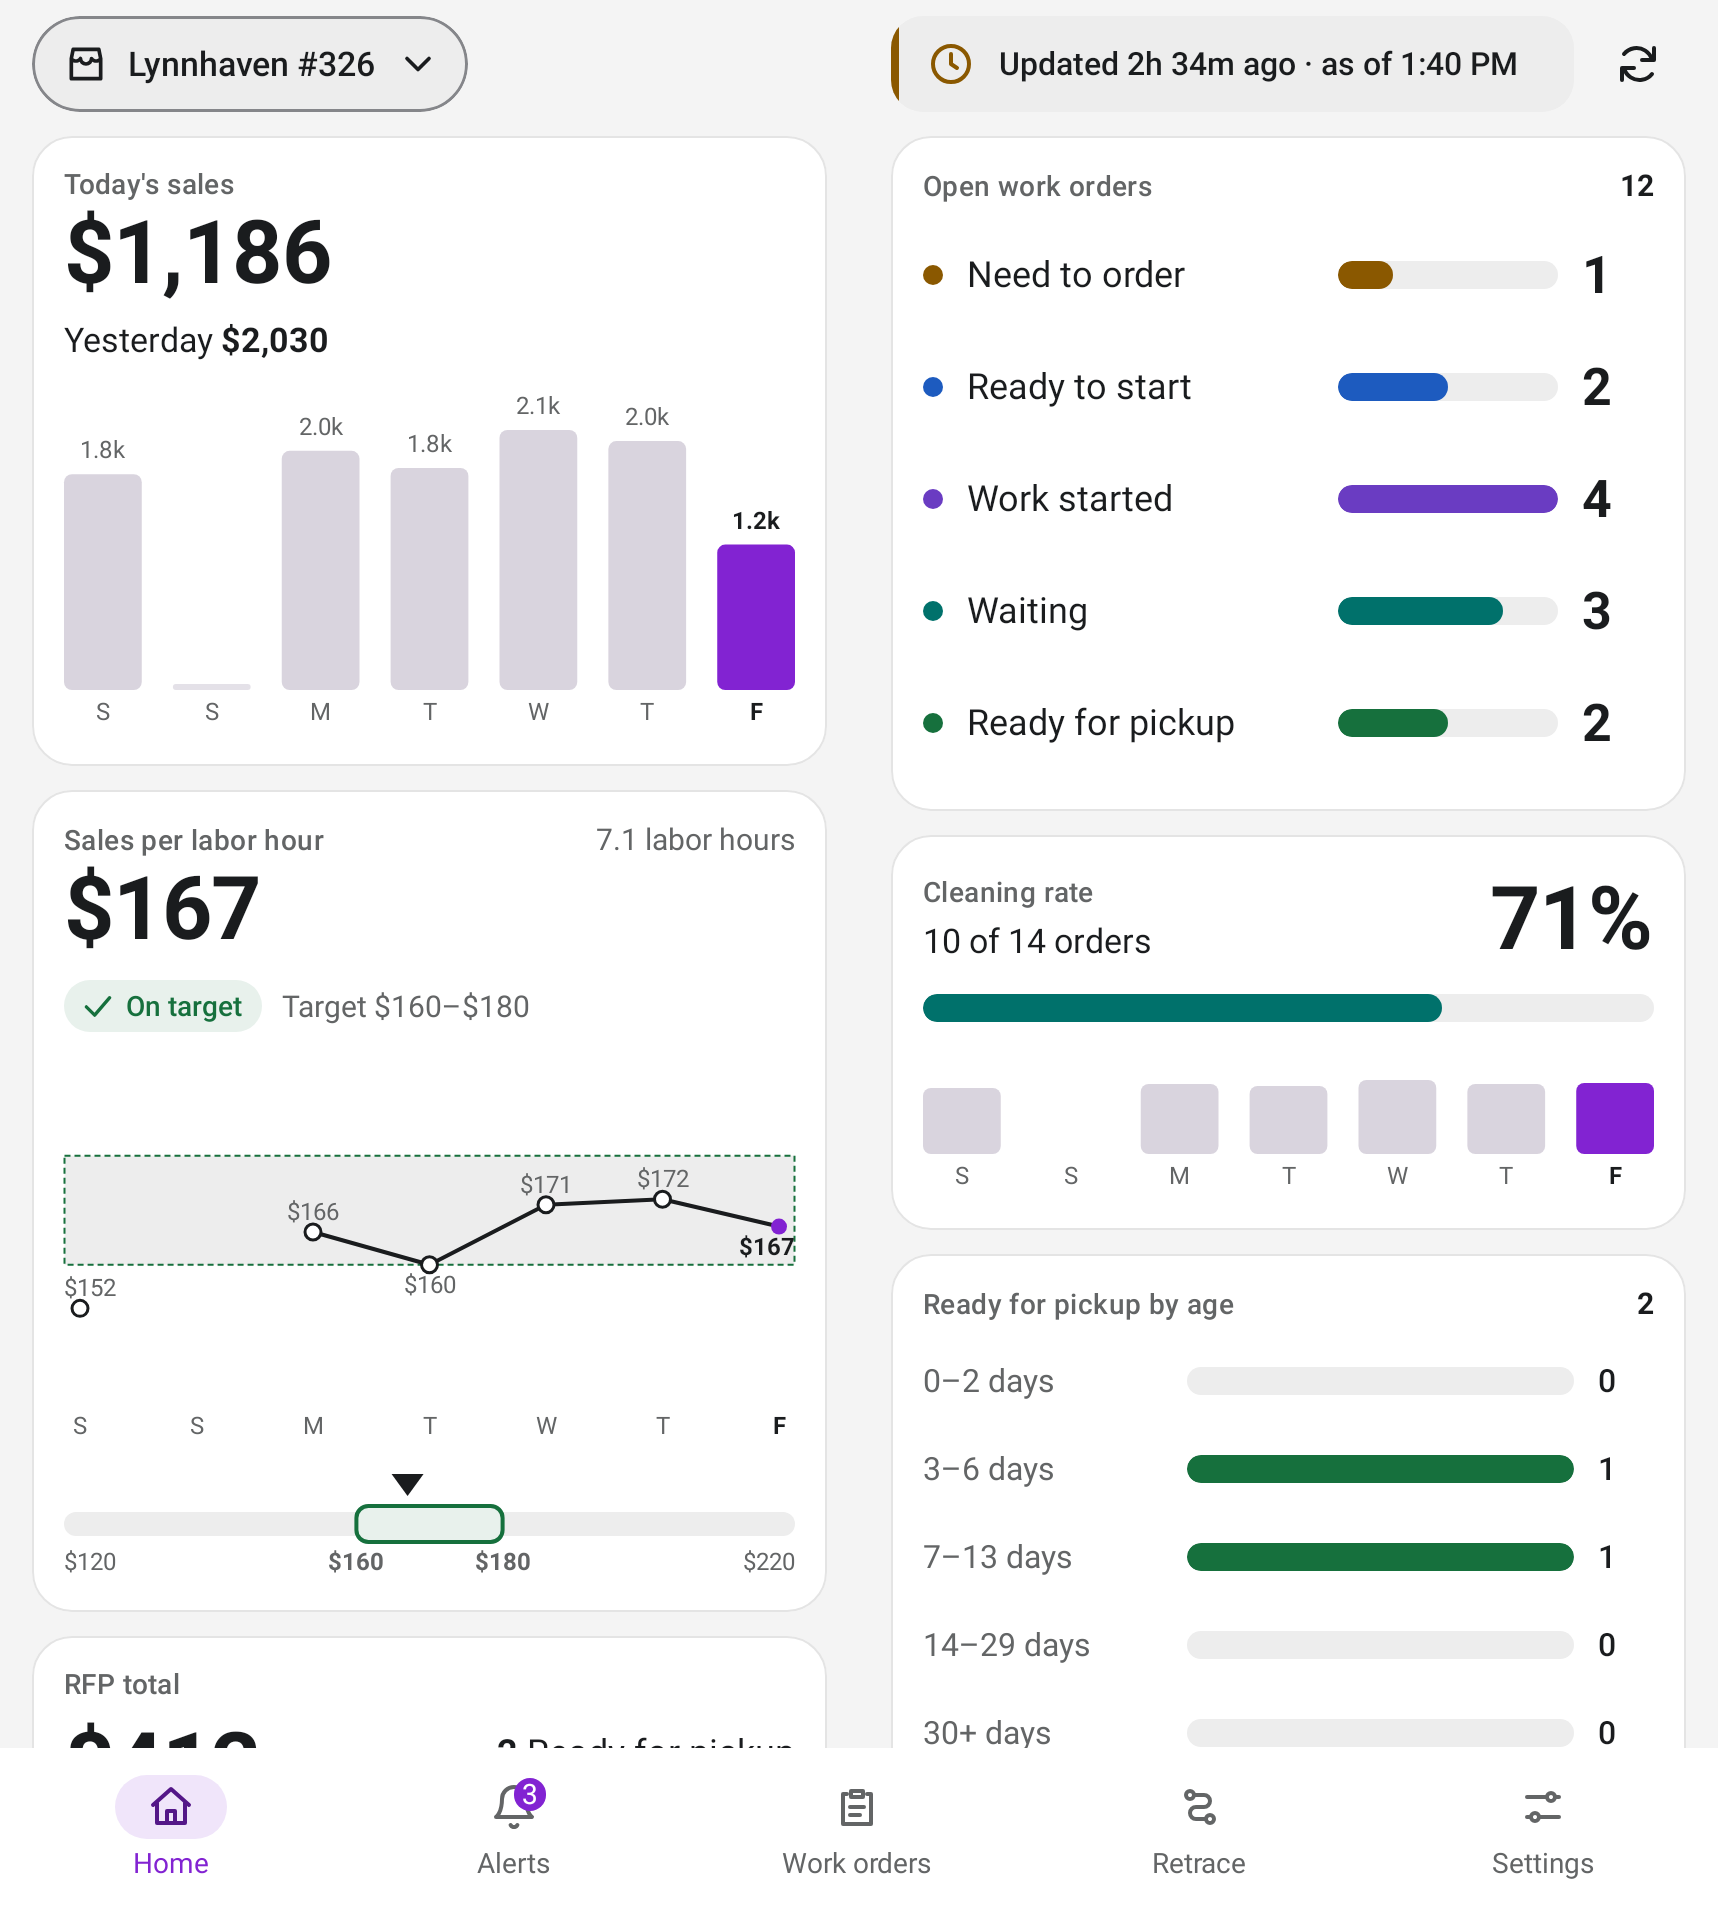 Lynnhaven #326
Updated 2h 34m ago · as of 1:40 PM
Today's sales
$1,186
Yesterday $2,030
1.8k
2.0k
1.8k
2.1k
2.0k
1.2k
S S M T W T F
Sales per labor hour
7.1 labor hours
$167
On target
Target $160–$180
$152
$166
$160
$171
$172
$167
S S M T W T F
$120 $160 $180 $220
RFP total
$412
2 Ready for pickup
Open work orders 12
Need to order 1
Ready to start 2
Work started 4
Waiting 3
Ready for pickup 2
Cleaning rate
10 of 14 orders
71%
S S M T W T F
Ready for pickup by age 2
0–2 days 0
3–6 days 1
7–13 days 1
14–29 days 0
30+ days 0
3
Home Alerts Work orders Retrace Settings